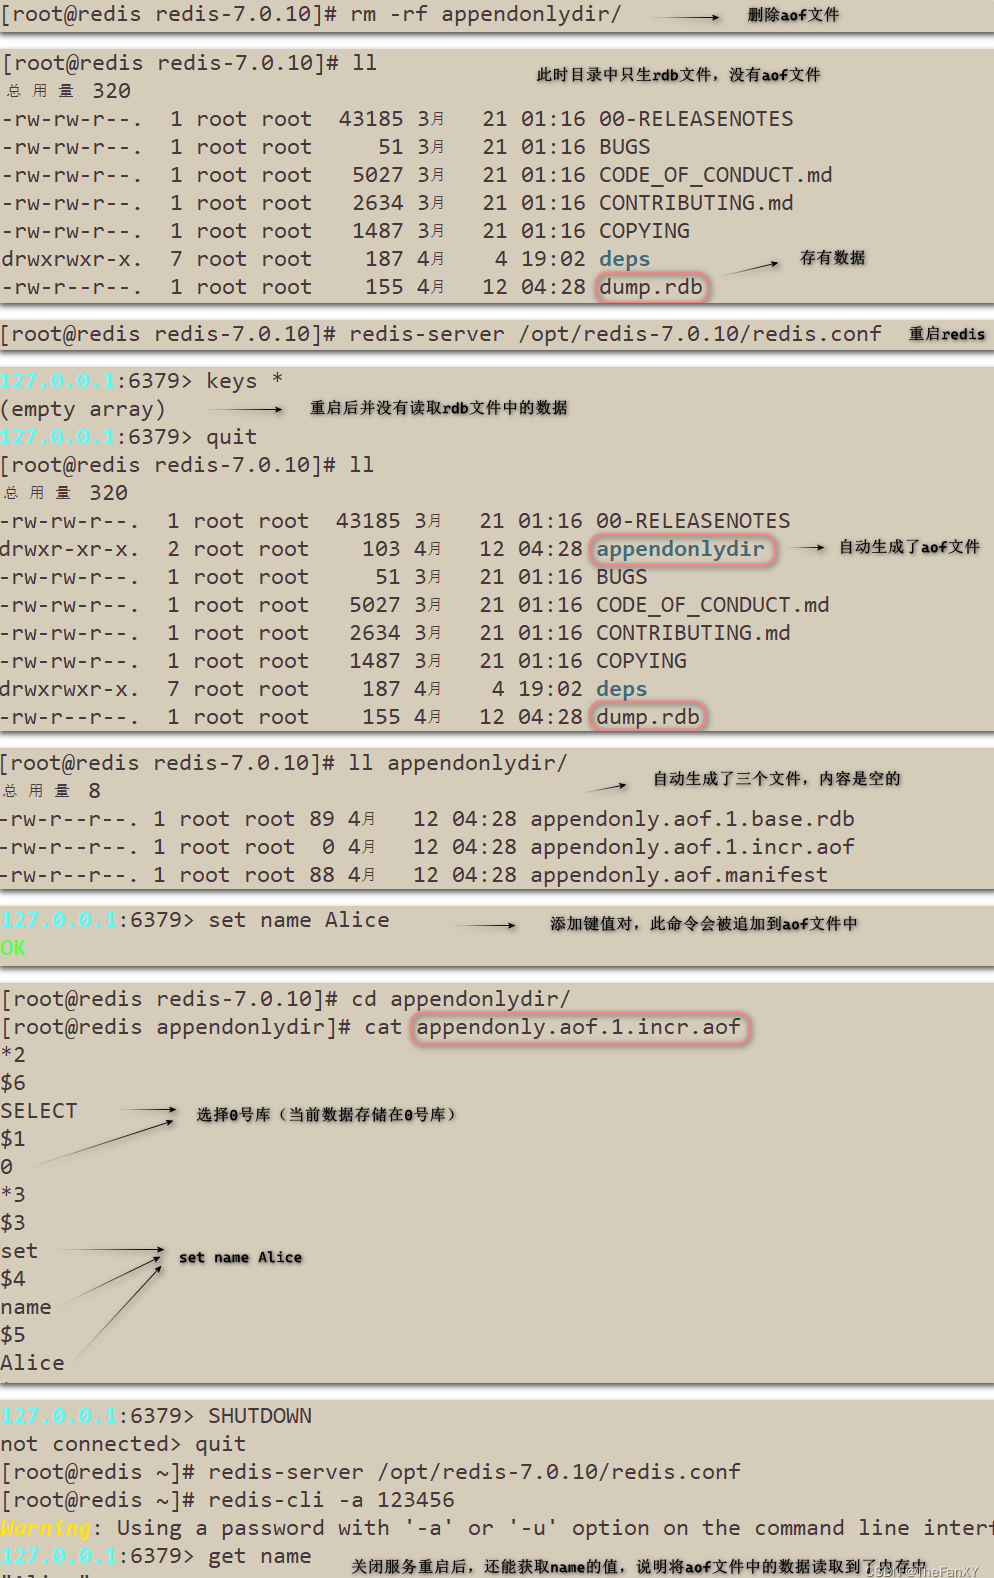 [root@redis redis-7.0.10]# rm -rf appendonlydir/ 删除aof文件
[root@redis redis-7.0.10]# ll
此时目录中只生rdb文件，没有aof文件
总用量 320
-rw-rw-r--. 1 root root 43185 3月 21 01:16 00-RELEASENOTES
-rw-rw-r--. 1 root root 51 3月 21 01:16 BUGS
-rw-rw-r--. 1 root root 5027 3月 21 01:16 CODE_OF_CONDUCT.md
-rw-rw-r--. 1 root root 2634 3月 21 01:16 CONTRIBUTING.md
-rw-rw-r--. 1 root root 1487 3月 21 01:16 COPYING
drwxrwxr-x. 7 root root 187 4月 4 19:02 deps 存有数据
-rw-r--r--. 1 root root 155 4月 12 04:28 dump.rdb
[root@redis redis-7.0.10]# redis-server /opt/redis-7.0.10/redis.conf 重启redis
127.0.0.1:6379> keys *
(empty array) 重启后并没有读取rdb文件中的数据
127.0.0.1:6379> quit
[root@redis redis-7.0.10]# ll
总用量 320
-rw-rw-r--. 1 root root 43185 3月 21 01:16 00-RELEASENOTES
drwxr-xr-x. 2 root root 103 4月 12 04:28 appendonlydir 自动生成了aof文件
-rw-rw-r--. 1 root root 51 3月 21 01:16 BUGS
-rw-rw-r--. 1 root root 5027 3月 21 01:16 CODE_OF_CONDUCT.md
-rw-rw-r--. 1 root root 2634 3月 21 01:16 CONTRIBUTING.md
-rw-rw-r--. 1 root root 1487 3月 21 01:16 COPYING
drwxrwxr-x. 7 root root 187 4月 4 19:02 deps
-rw-r--r--. 1 root root 155 4月 12 04:28 dump.rdb
[root@redis redis-7.0.10]# ll appendonlydir/
自动生成了三个文件，内容是空的
总用量 8
-rw-r--r--. 1 root root 89 4月 12 04:28 appendonly.aof.1.base.rdb
-rw-r--r--. 1 root root 0 4月 12 04:28 appendonly.aof.1.incr.aof
-rw-r--r--. 1 root root 88 4月 12 04:28 appendonly.aof.manifest
127.0.0.1:6379> set name Alice 添加键值对，此命令会被追加到aof文件中
OK
[root@redis redis-7.0.10]# cd appendonlydir/
[root@redis appendonlydir]# cat appendonly.aof.1.incr.aof
*2
$6
SELECT 选择0号库（当前数据存储在0号库）
$1
0
*3
$3
set set name Alice
$4
name
$5
Alice
127.0.0.1:6379> SHUTDOWN
not connected> quit
[root@redis ~]# redis-server /opt/redis-7.0.10/redis.conf
[root@redis ~]# redis-cli -a 123456
Warning: Using a password with '-a' or '-u' option on the command line interf
127.0.0.1:6379> get name 关闭服务重启后，还能获取name的值，说明将aof文件中的数据读取到了内存中
CSDN @TheFanXY